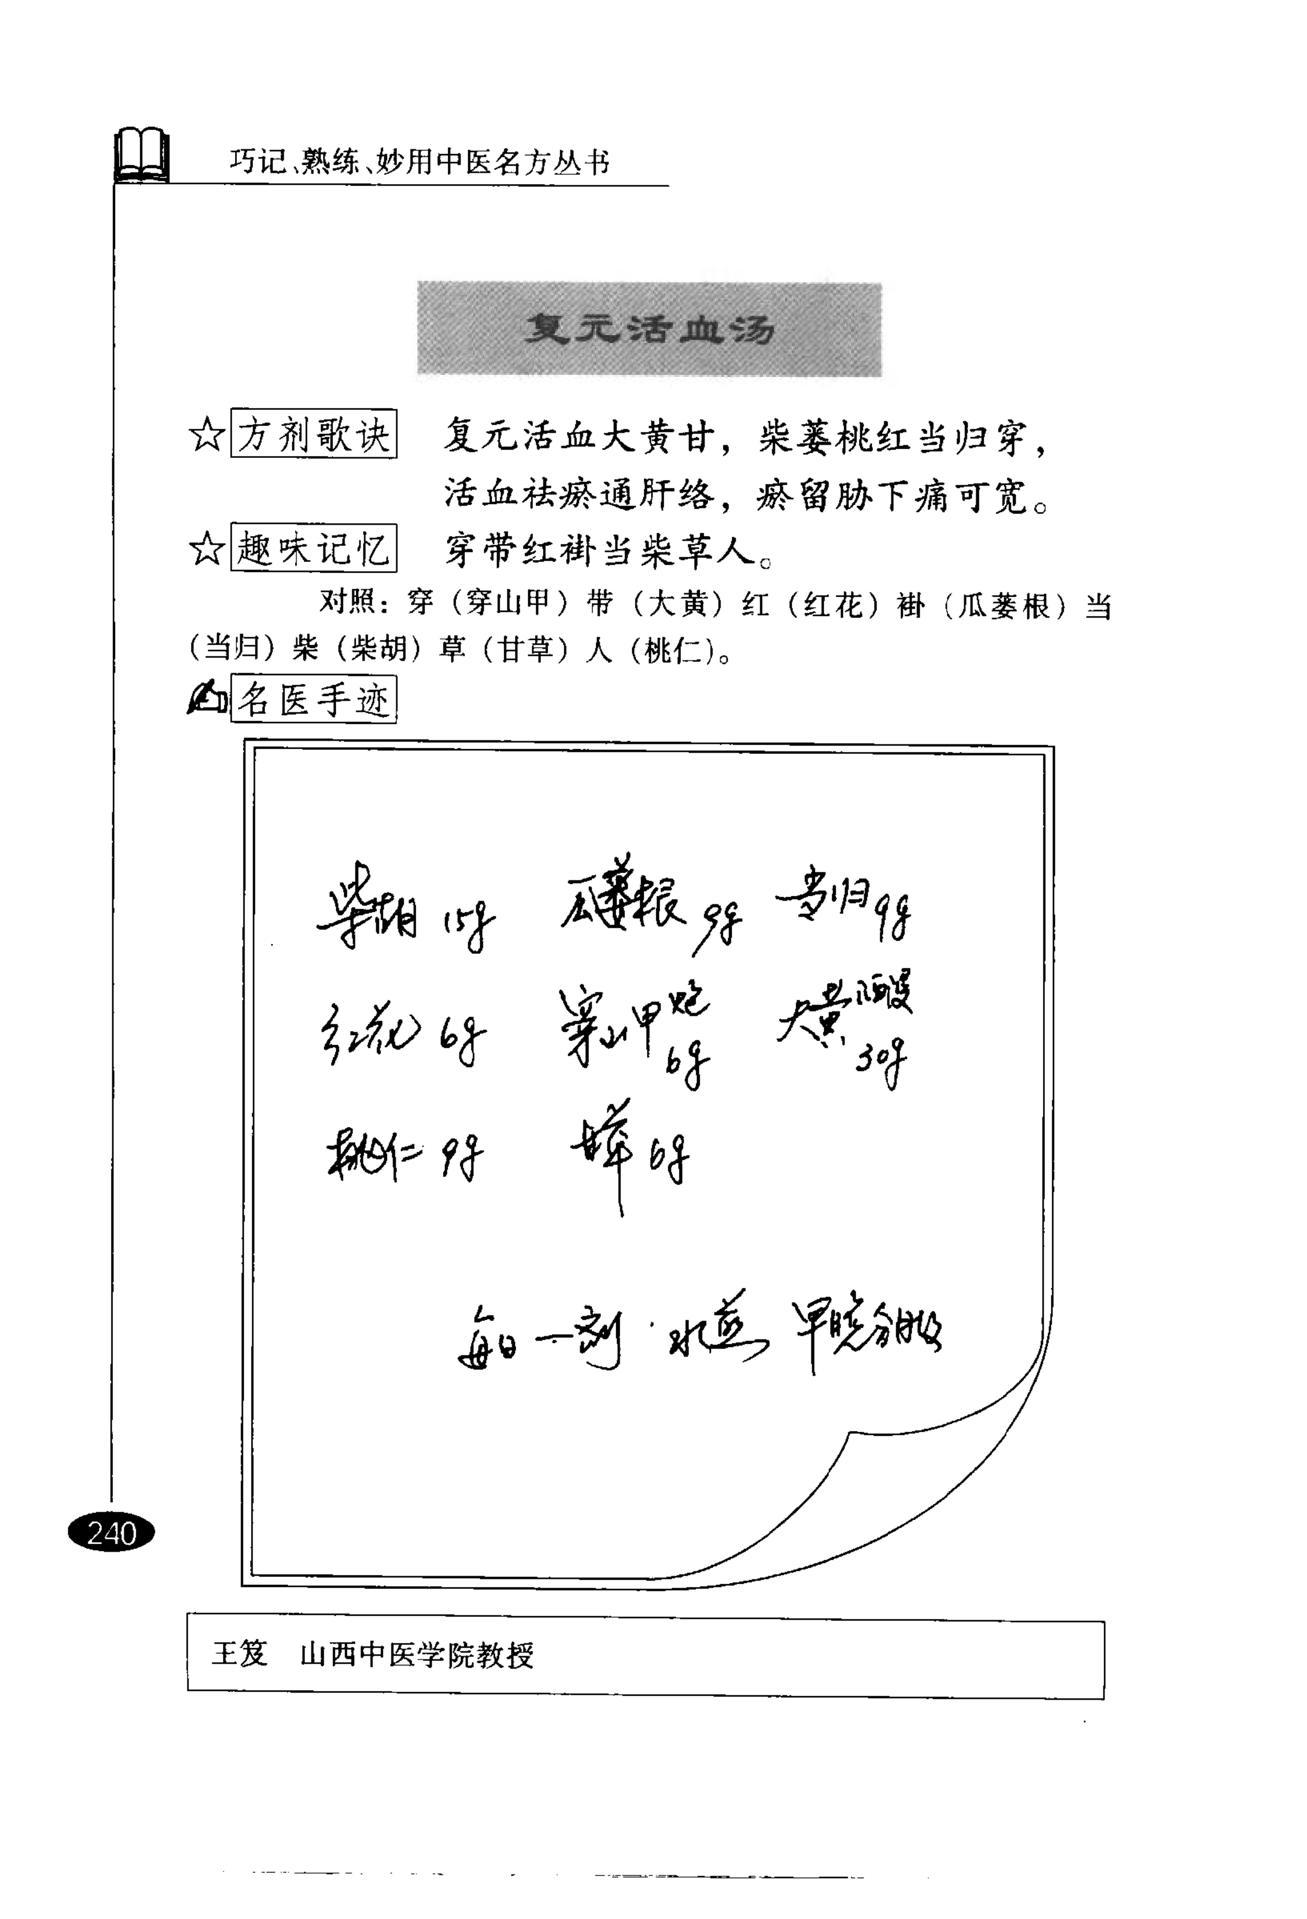 巧记、熟练、妙用中医名方丛书
复元活血汤
☆方剂歌诀 复元活血大黄甘，柴蒌桃红当归穿，
活血祛瘀通肝络，瘀留胁下痛可宽。
☆趣味记忆 穿带红褂当柴草人。
对照：穿（穿山甲）带（大黄）红（红花）褂（瓜蒌根）当
（当归）柴（柴胡）草（甘草）人（桃仁）。
名医手迹
柴胡 15g 瓜蒌根 9g 当归 9g
红花 6g 穿山甲炮 6g 大黄酒浸 30g
桃仁 9g 甘草 6g
每日一剂·水煎 早晚分服
240
王笈 山西中医学院教授